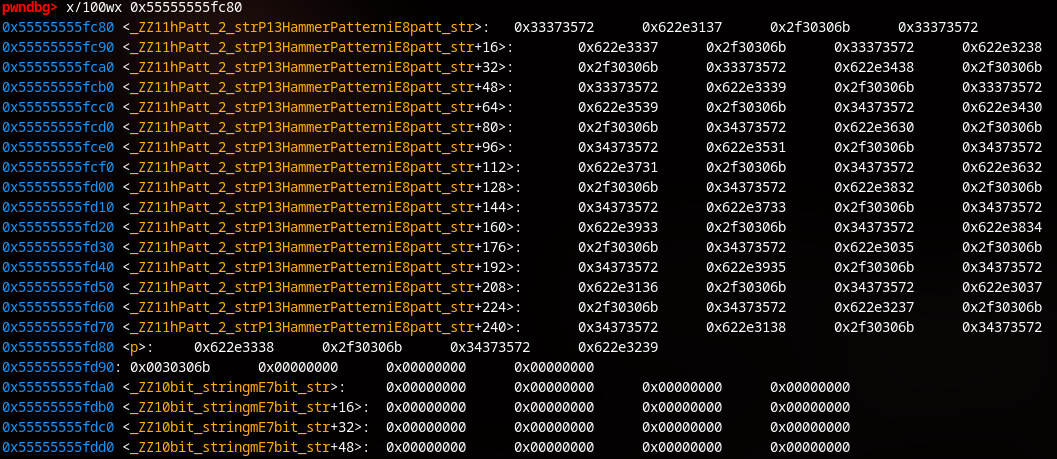 pwndbg> x/100wx 0x55555555fc80
0x55555555fc80 <_ZZ11hPatt_2_strP13HammerPatterniE8patt_str>: 0x33373572 0x622e3137 0x2f30306b 0x33373572
0x55555555fc90 <_ZZ11hPatt_2_strP13HammerPatterniE8patt_str+16>: 0x622e3337 0x2f30306b 0x33373572 0x622e3238
0x55555555fca0 <_ZZ11hPatt_2_strP13HammerPatterniE8patt_str+32>: 0x2f30306b 0x33373572 0x622e3438 0x2f30306b
0x55555555fcb0 <_ZZ11hPatt_2_strP13HammerPatterniE8patt_str+48>: 0x33373572 0x622e3339 0x2f30306b 0x33373572
0x55555555fcc0 <_ZZ11hPatt_2_strP13HammerPatterniE8patt_str+64>: 0x622e3539 0x2f30306b 0x34373572 0x622e3430
0x55555555fcd0 <_ZZ11hPatt_2_strP13HammerPatterniE8patt_str+80>: 0x2f30306b 0x34373572 0x622e3630 0x2f30306b
0x55555555fce0 <_ZZ11hPatt_2_strP13HammerPatterniE8patt_str+96>: 0x34373572 0x622e3531 0x2f30306b 0x34373572
0x55555555fcf0 <_ZZ11hPatt_2_strP13HammerPatterniE8patt_str+112>: 0x622e3731 0x2f30306b 0x34373572 0x622e3632
0x55555555fd00 <_ZZ11hPatt_2_strP13HammerPatterniE8patt_str+128>: 0x2f30306b 0x34373572 0x622e3832 0x2f30306b
0x55555555fd10 <_ZZ11hPatt_2_strP13HammerPatterniE8patt_str+144>: 0x34373572 0x622e3733 0x2f30306b 0x34373572
0x55555555fd20 <_ZZ11hPatt_2_strP13HammerPatterniE8patt_str+160>: 0x622e3933 0x2f30306b 0x34373572 0x622e3834
0x55555555fd30 <_ZZ11hPatt_2_strP13HammerPatterniE8patt_str+176>: 0x2f30306b 0x34373572 0x622e3035 0x2f30306b
0x55555555fd40 <_ZZ11hPatt_2_strP13HammerPatterniE8patt_str+192>: 0x34373572 0x622e3935 0x2f30306b 0x34373572
0x55555555fd50 <_ZZ11hPatt_2_strP13HammerPatterniE8patt_str+208>: 0x622e3136 0x2f30306b 0x34373572 0x622e3037
0x55555555fd60 <_ZZ11hPatt_2_strP13HammerPatterniE8patt_str+224>: 0x2f30306b 0x34373572 0x622e3237 0x2f30306b
0x55555555fd70 <_ZZ11hPatt_2_strP13HammerPatterniE8patt_str+240>: 0x34373572 0x622e3138 0x2f30306b 0x34373572
0x55555555fd80 <p>: 0x622e3338 0x2f30306b 0x34373572 0x622e3239
0x55555555fd90: 0x0030306b 0x00000000 0x00000000 0x00000000
0x55555555fda0 <_ZZ10bit_stringmE7bit_str>: 0x00000000 0x00000000 0x00000000 0x00000000
0x55555555fdb0 <_ZZ10bit_stringmE7bit_str+16>: 0x00000000 0x00000000 0x00000000 0x00000000
0x55555555fdc0 <_ZZ10bit_stringmE7bit_str+32>: 0x00000000 0x00000000 0x00000000 0x00000000
0x55555555fdd0 <_ZZ10bit_stringmE7bit_str+48>: 0x00000000 0x00000000 0x00000000 0x00000000